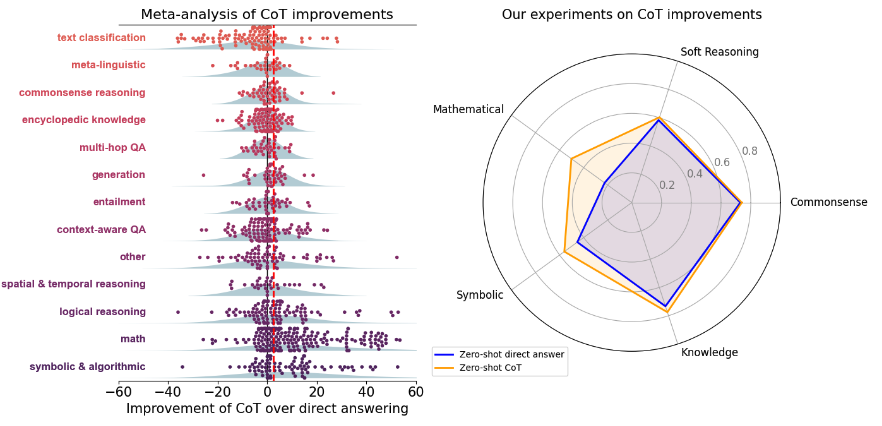 Meta-analysis of CoT improvements
text classification
meta-linguistic
commonsense reasoning
encyclopedic knowledge
multi-hop QA
generation
entailment
context-aware QA
other
spatial & temporal reasoning
logical reasoning
math
symbolic & algorithmic
−60 −40 −20 0 20 40 60
Improvement of CoT over direct answering
Our experiments on CoT improvements
Soft Reasoning
Mathematical
0.8
0.6
0.4
0.2
Commonsense
Symbolic
Knowledge
Zero-shot direct answer
Zero-shot CoT